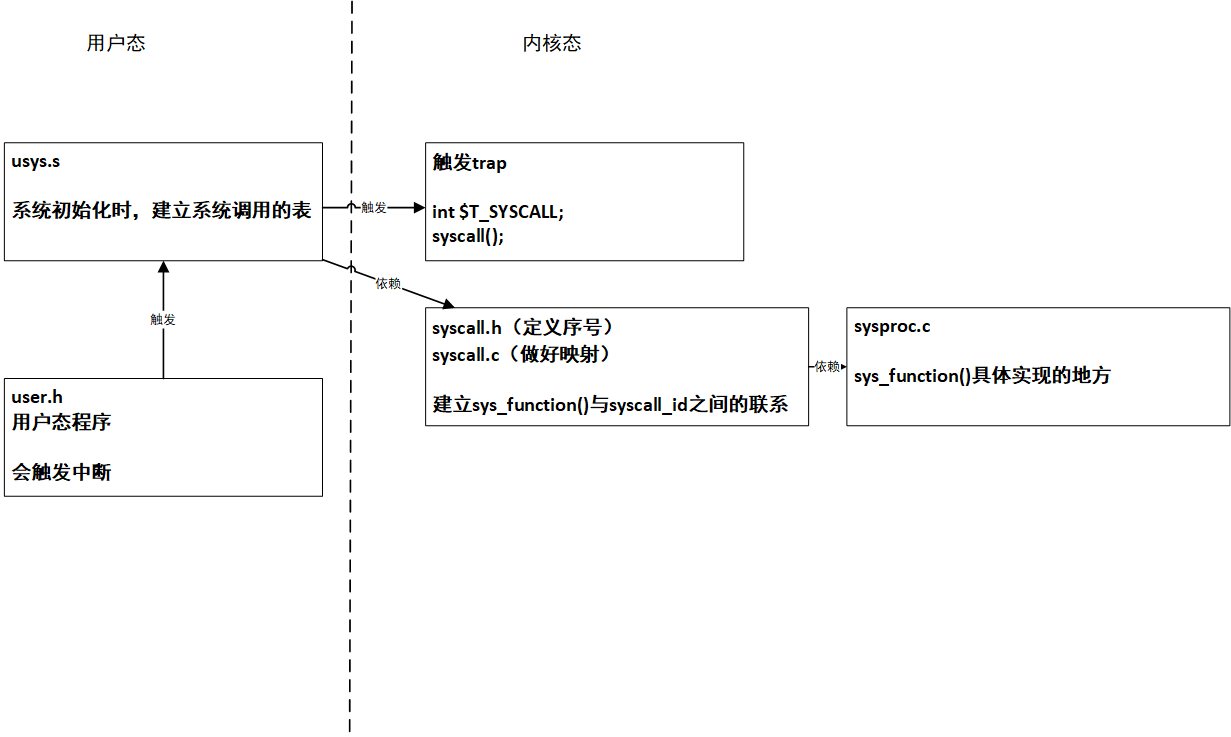 用户态
内核态
usys.s
系统初始化时，建立系统调用的表
触发
触发trap
int $T_SYSCALL;
syscall();
依赖
触发
syscall.h（定义序号）
syscall.c（做好映射）
建立sys_function()与syscall_id之间的联系
依赖
sysproc.c
sys_function()具体实现的地方
user.h
用户态程序
会触发中断